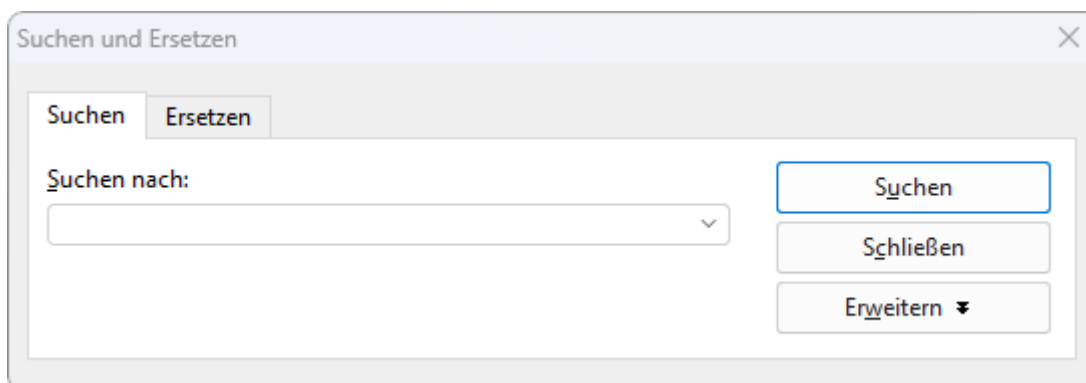 Suchen und Ersetzen
Suchen
Ersetzen
Suchen nach:
Suchen
Schließen
Erweitern